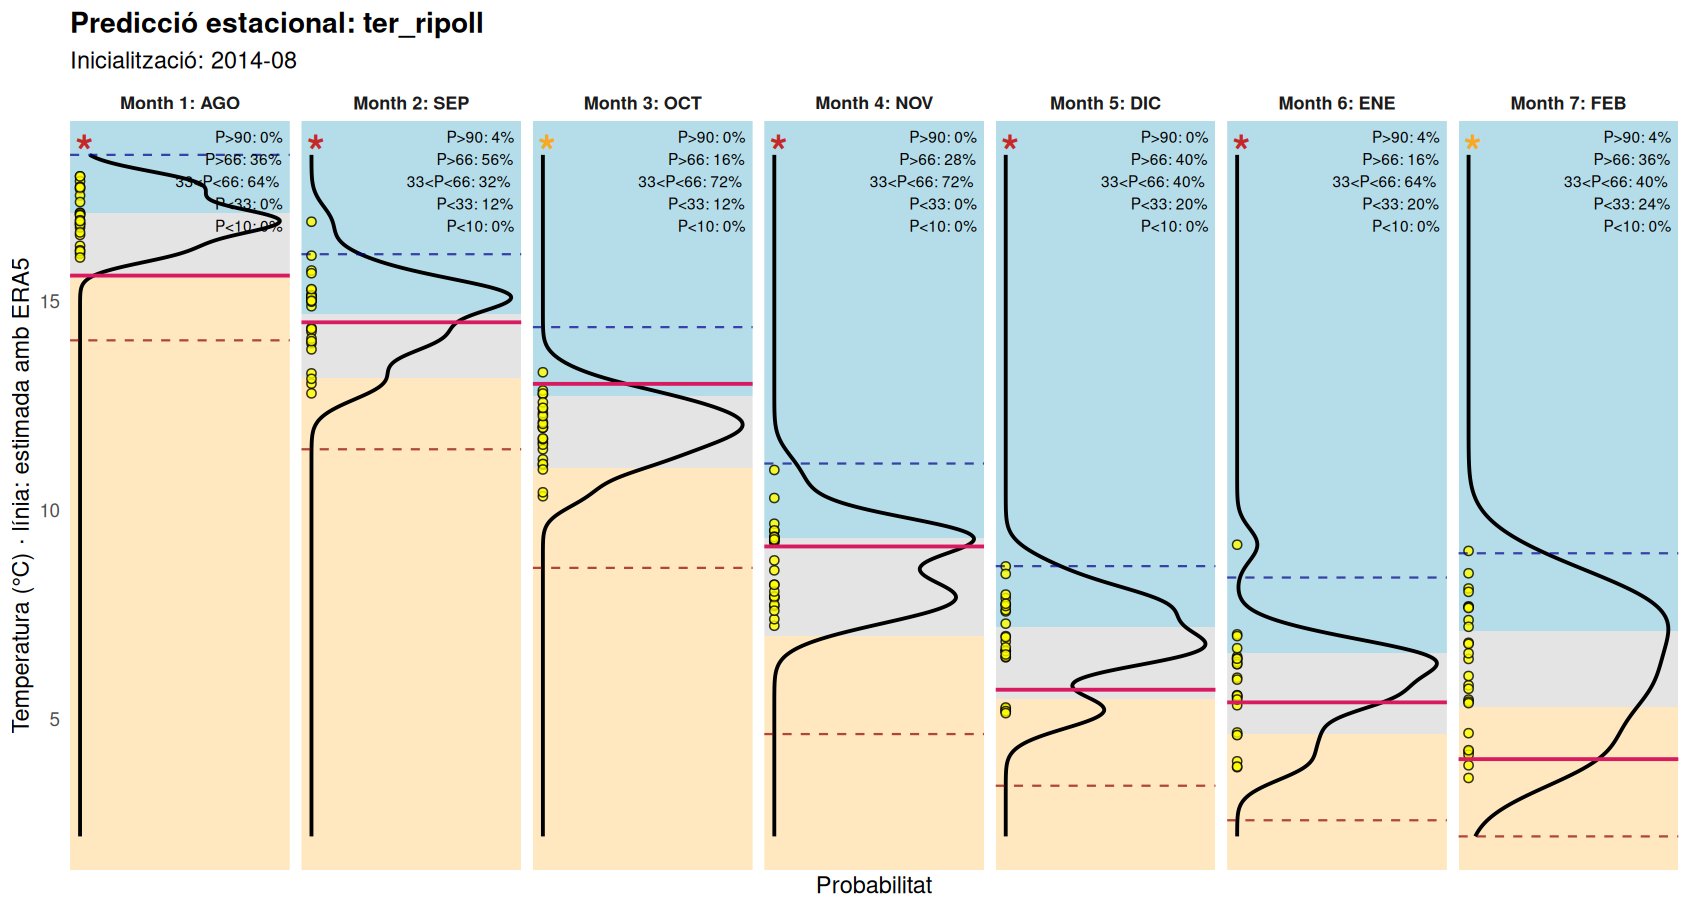 Predicció estacional: ter_ripoll
Inicialització: 2014-08
Month 1: AGO
Month 2: SEP
Month 3: OCT
Month 4: NOV
Month 5: DIC
Month 6: ENE
Month 7: FEB
*
P>90: 0%
P>66: 36%
33<P<66: 64%
P<33: 0%
P<10: 0%
*
P>90: 4%
P>66: 56%
33<P<66: 32%
P<33: 12%
P<10: 0%
*
P>90: 0%
P>66: 16%
33<P<66: 72%
P<33: 12%
P<10: 0%
*
P>90: 0%
P>66: 28%
33<P<66: 72%
P<33: 0%
P<10: 0%
*
P>90: 0%
P>66: 40%
33<P<66: 40%
P<33: 20%
P<10: 0%
*
P>90: 4%
P>66: 16%
33<P<66: 64%
P<33: 20%
P<10: 0%
*
P>90: 4%
P>66: 36%
33<P<66: 40%
P<33: 24%
P<10: 0%
Temperatura (°C) · línia: estimada amb ERA5
15
10
5
Probabilitat